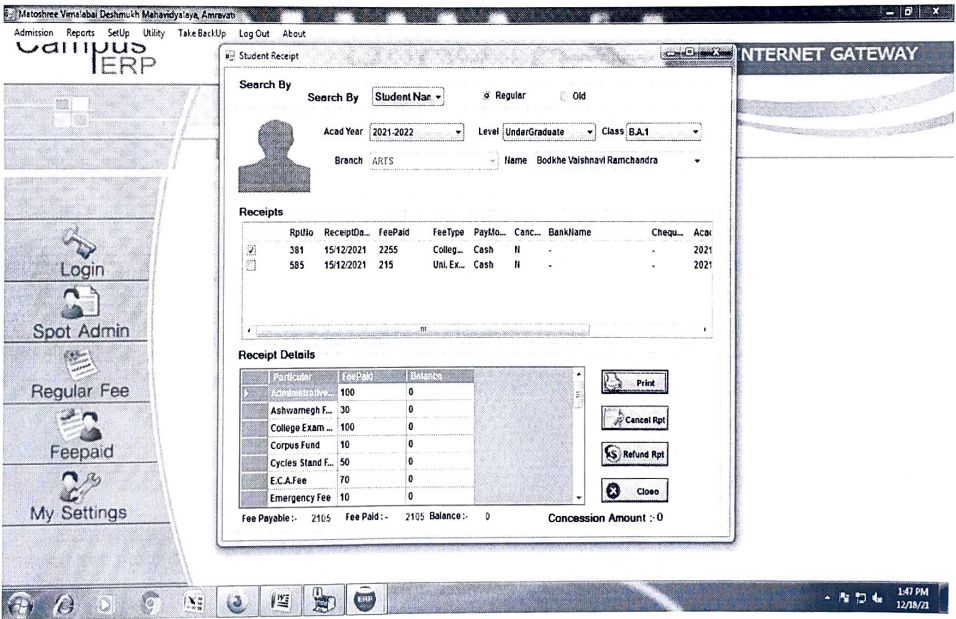 Matoshree Vimalabai Deshmukh Mahavidyalaya, Amravati
Admission Reports SetUp Utility Take BackUp Log Out About
Campus
ERP
INTERNET GATEWAY
Student Receipt
Search By
Search By Student Nar Regular Old
Acad Year 2021-2022 Level UnderGraduate Class B.A.1
Branch ARTS Name Bodkhe Vaishnavi Ramchandra
Receipts
RptNo ReceiptDa... FeePaid FeeType PayMo... Canc... BankName Chequ... Acad
381 15/12/2021 2255 Colleg... Cash N - - 2021
585 15/12/2021 215 Uni. Ex... Cash N - - 2021
Receipt Details
Particular FeePaid Balance
Administrative... 100 0
Ashwamegh F... 30 0
College Exam ... 100 0
Corpus Fund 10 0
Cycles Stand F... 50 0
E.C.A.Fee 70 0
Emergency Fee 10 0
Print
Cancel Rpt
Refund Rpt
Close
Fee Payable :- 2105 Fee Paid :- 2105 Balance :- 0 Concession Amount :- 0
Login
Spot Admin
Regular Fee
Feepaid
My Settings
ERP
1:47 PM
12/18/21